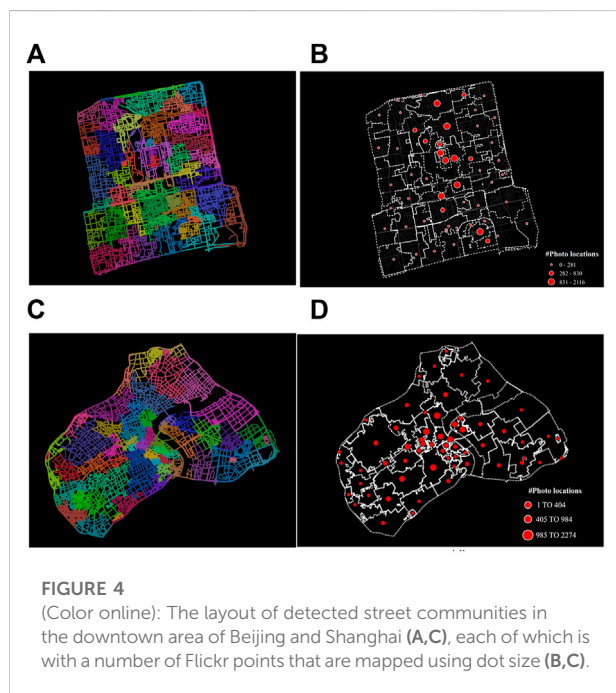 A
B
#Photo locations
0 - 281
282 - 830
831 - 2116
C
D
#Photo locations
1 TO 404
405 TO 984
985 TO 2274
FIGURE 4
(Color online): The layout of detected street communities in
the downtown area of Beijing and Shanghai (A,C), each of which is
with a number of Flickr points that are mapped using dot size (B,C).